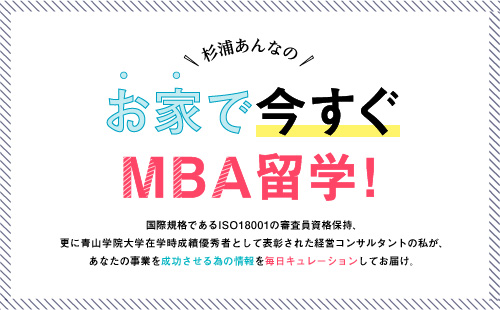 杉浦あんなの
お家で今すぐ
MBA留学!
国際規格であるISO18001の審査員資格保持、
更に青山学院大学在学時成績優秀者として表彰された経営コンサルタントの私が、
あなたの事業を成功させる為の情報を毎日キュレーションしてお届け。